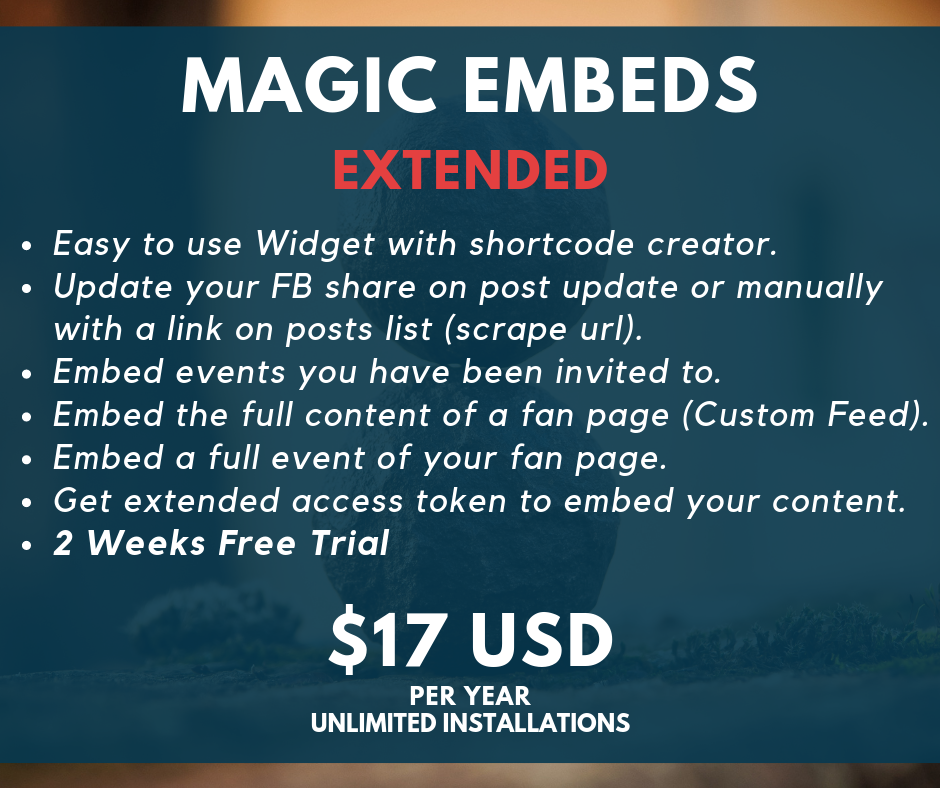 MAGIC EMBEDS
EXTENDED
• Easy to use Widget with shortcode creator.
• Update your FB share on post update or manually
with a link on posts list (scrape url).
• Embed events you have been invited to.
• Embed the full content of a fan page (Custom Feed).
• Embed a full event of your fan page.
• Get extended access token to embed your content.
• 2 Weeks Free Trial
$17 USD
PER YEAR
UNLIMITED INSTALLATIONS